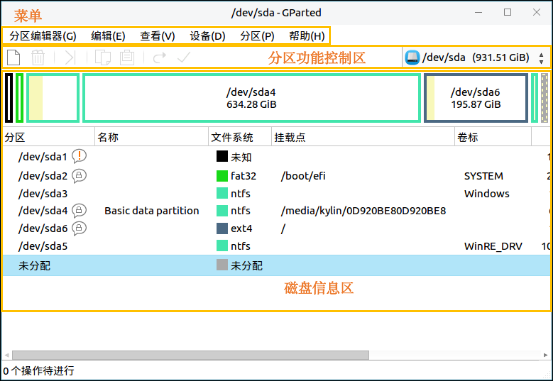 菜单
/dev/sda - GParted
分区编辑器(G) 编辑(E) 查看(V) 设备(D) 分区(P) 帮助(H)
分区功能控制区
/dev/sda (931.51 GiB)
/dev/sda4
634.28 GiB
/dev/sda6
195.87 GiB
分区 名称 文件系统 挂载点 卷标
/dev/sda1 未知 1
/dev/sda2 fat32 /boot/efi SYSTEM 2
/dev/sda3 ntfs Windows
/dev/sda4 Basic data partition ntfs /media/kylin/0D920BE80D920BE8
/dev/sda6 ext4 /
/dev/sda5 ntfs WinRE_DRV 10
未分配 未分配
磁盘信息区
0 个操作待进行